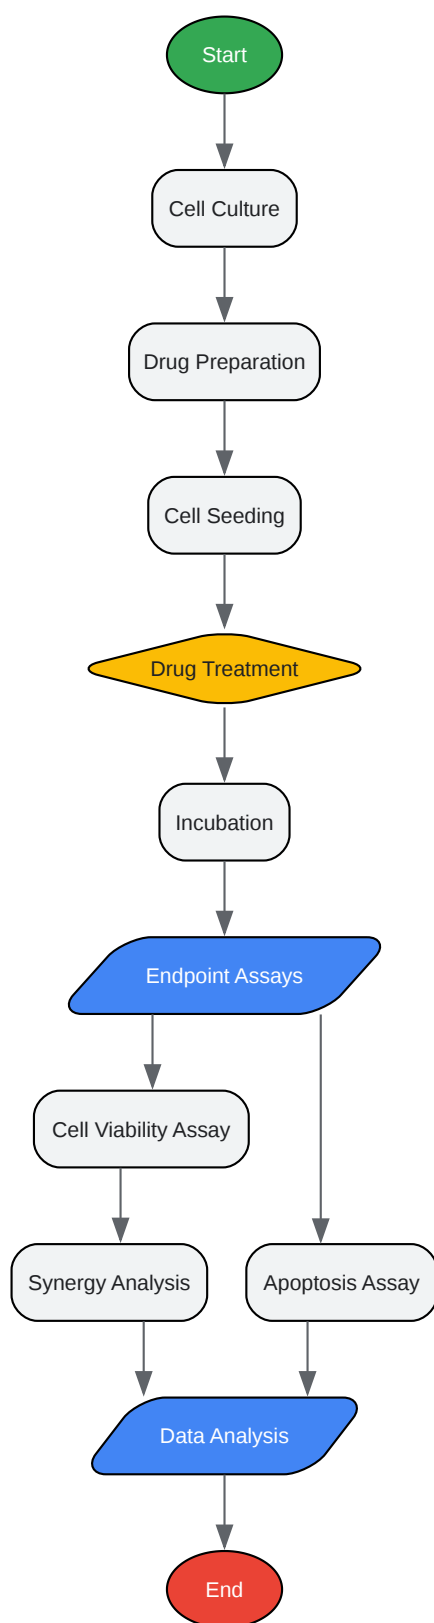 Start
Cell Culture
Drug Preparation
Cell Seeding
Drug Treatment
Incubation
Endpoint Assays
Cell Viability Assay
Synergy Analysis
Apoptosis Assay
Data Analysis
End